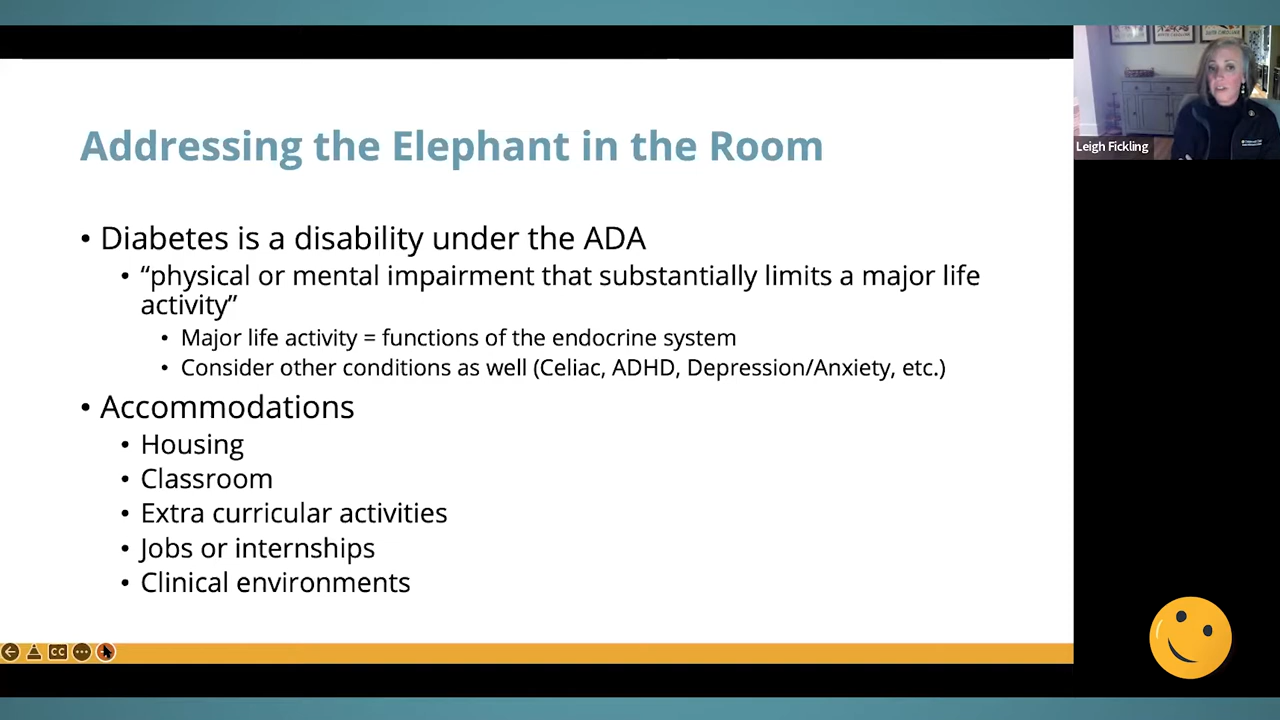 Addressing the Elephant in the Room
• Diabetes is a disability under the ADA
• “physical or mental impairment that substantially limits a major life
activity”
• Major life activity = functions of the endocrine system
• Consider other conditions as well (Celiac, ADHD, Depression/Anxiety, etc.)
• Accommodations
• Housing
• Classroom
• Extra curricular activities
• Jobs or internships
• Clinical environments
Leigh Fickling
CC